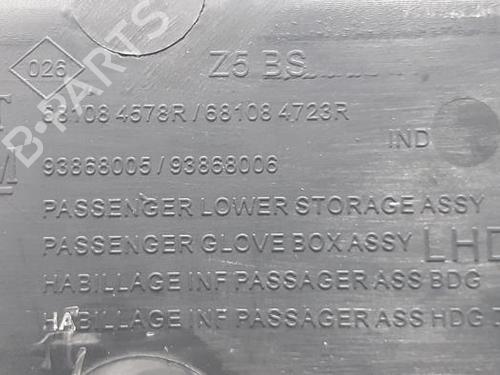 026
Z5 BS
68108 4578R / 68108 4723R
IND
93868005 / 93868006
PASSENGER LOWER STORAGE ASSY
PASSENGER GLOVE BOX ASSY LHD
HABILLAGE INF PASSAGER ASS BDG
HABILLAGE INF PASSAGER ASS HDG
B-PARTS